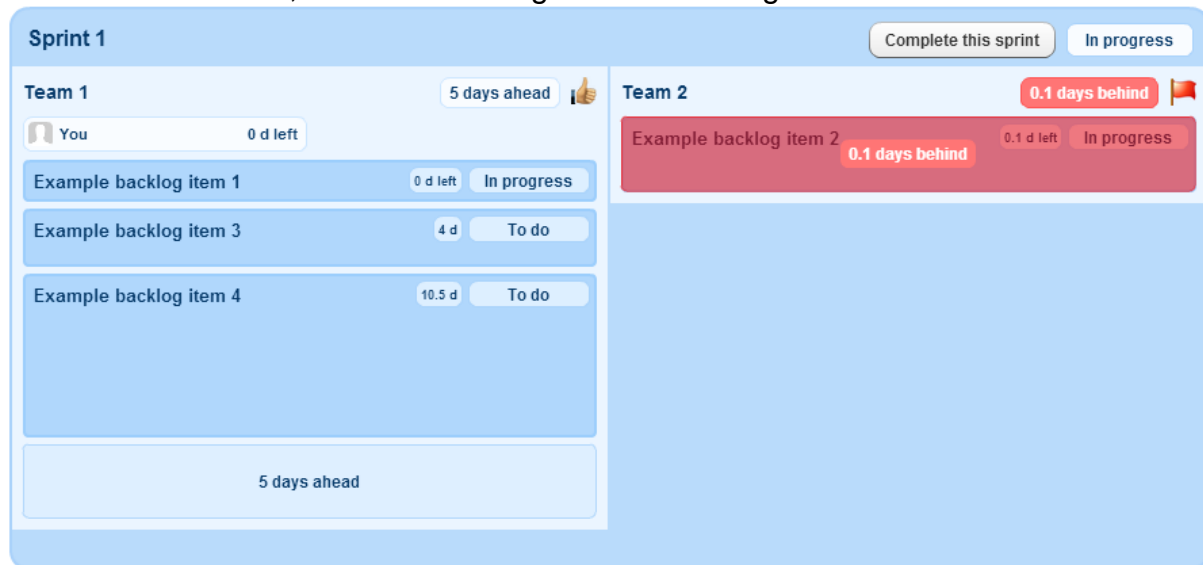 Sprint 1
Complete this sprint
In progress
Team 1
5 days ahead
You
0 d left
Example backlog item 1
0 d left
In progress
Example backlog item 3
4 d
To do
Example backlog item 4
10.5 d
To do
5 days ahead
Team 2
0.1 days behind
Example backlog item 2
0.1 d left
In progress
0.1 days behind